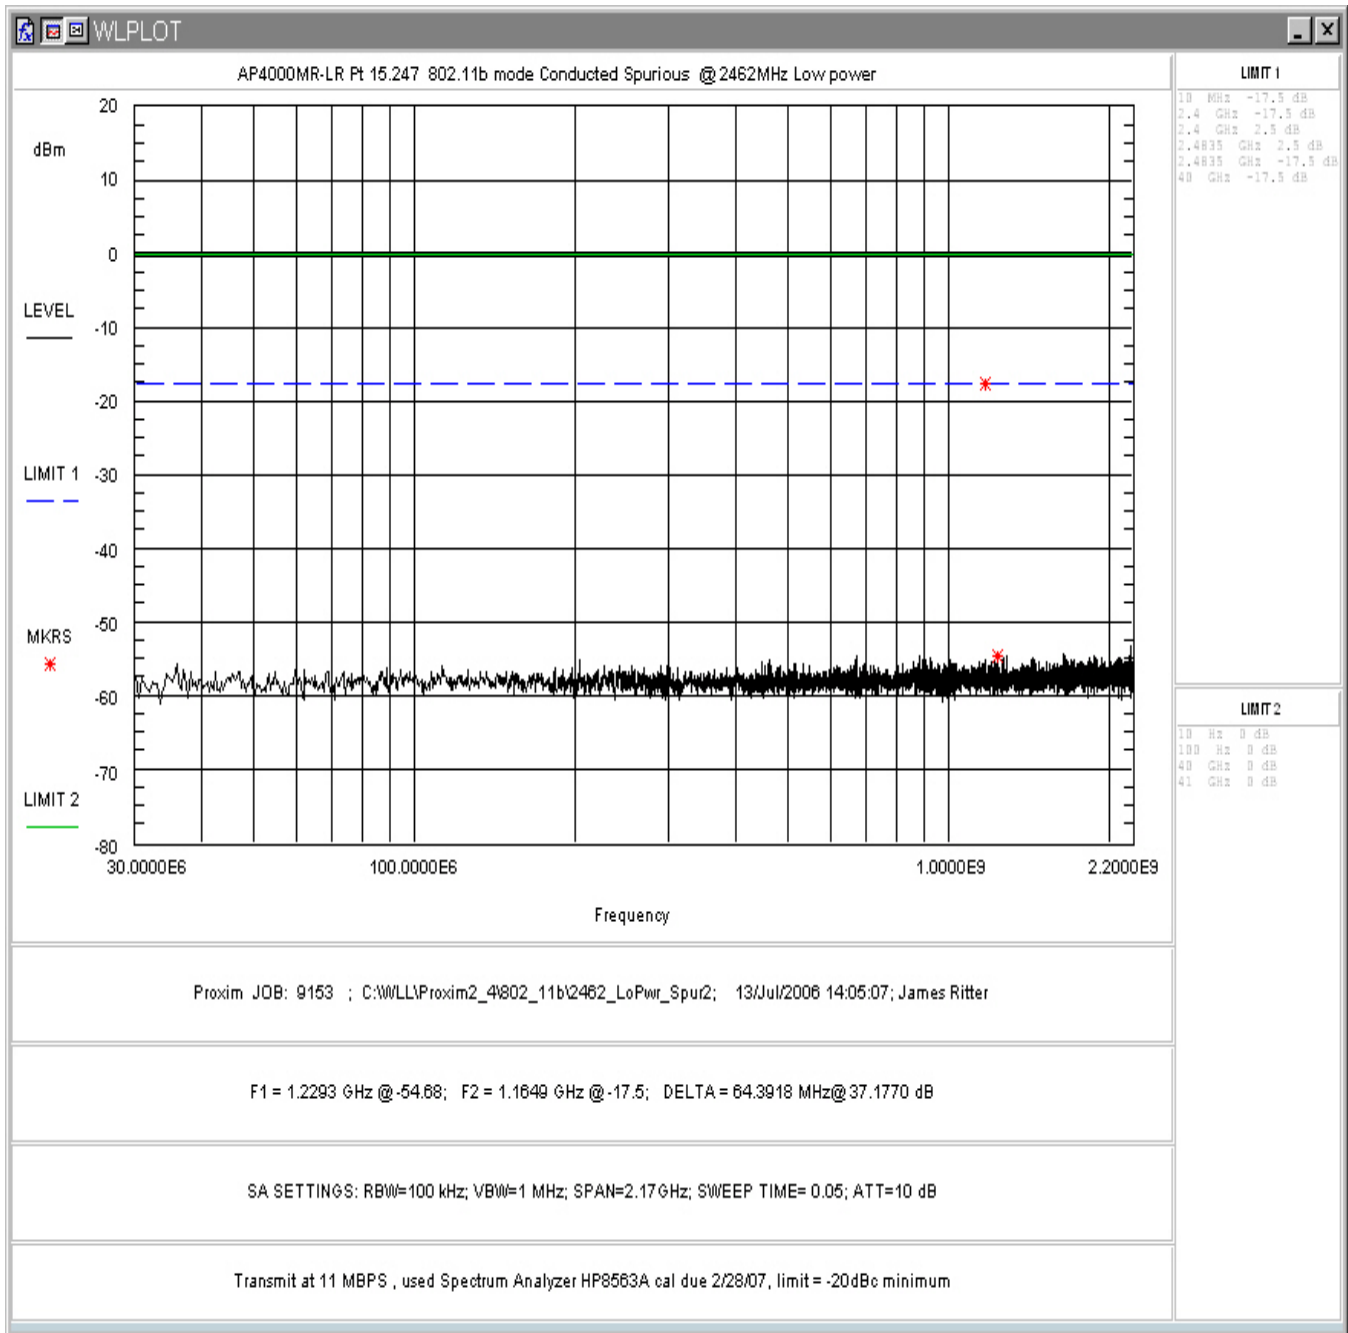 WLPLOT
AP4000MR-LR Pt 15.247 802.11b mode Conducted Spurious @2462MHz Low power
20
dBm
10
0
LEVEL
-10
-20
LIMIT 1
-30
-40
-50
MKRS
-60
-70
LIMIT 2
-80
30.0000E6
100.0000E6
1.0000E9
2.2000E9
Frequency
LIMIT 1
10 MHz -17.5 dB
2.4 GHz -17.5 dB
2.4 GHz 2.5 dB
2.4835 GHz 2.5 dB
2.4835 GHz -17.5 dB
40 GHz -17.5 dB
LIMIT 2
10 Hz 0 dB
100 Hz 0 dB
40 GHz 0 dB
41 GHz 0 dB
Proxim JOB: 9153 ; C:\WLL\Proxim2_4\802_11b\2462_LoPwr_Spur2; 13/Jul/2006 14:05:07; James Ritter
F1 = 1.2293 GHz @-54.68; F2 = 1.1649 GHz @-17.5; DELTA = 64.3918 MHz@37.1770 dB
SA SETTINGS: RBW=100 kHz; VBW=1 MHz; SPAN=2.17GHz; SWEEP TIME= 0.05; ATT=10 dB
Transmit at 11 MBPS , used Spectrum Analyzer HP8563A cal due 2/28/07, limit = -20dBc minimum